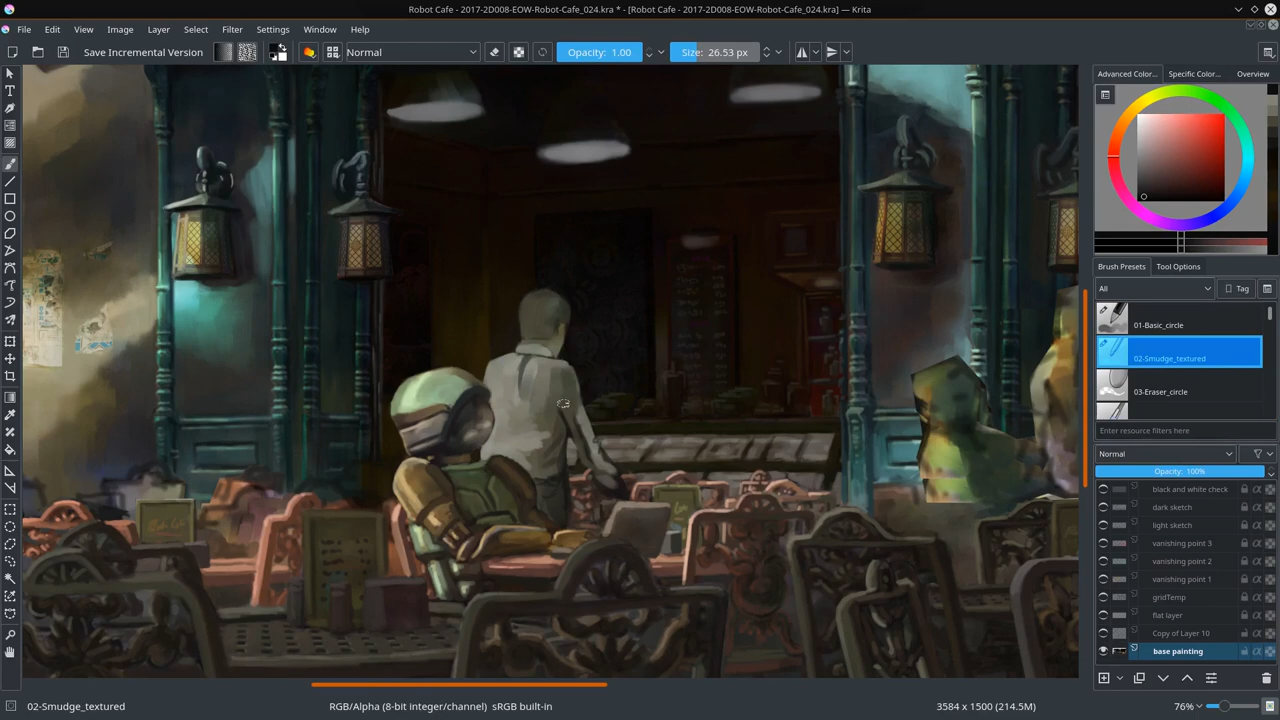 Robot Cafe - 2017-2D008-EOW-Robot-Cafe_024.kra * - [Robot Cafe - 2017-2D008-EOW-Robot-Cafe_024.kra] — Krita
File Edit View Image Layer Select Filter Settings Window Help
Save Incremental Version Normal Opacity: 1.00 Size: 26.53 px
Advanced Color... Specific Color... Overview
Brush Presets Tool Options
All Tag
01-Basic_circle
02-Smudge_textured
03-Eraser_circle
Enter resource filters here
Normal
Opacity: 100%
black and white check
dark sketch
light sketch
vanishing point 3
vanishing point 2
vanishing point 1
gridTemp
flat layer
Copy of Layer 10
base painting
02-Smudge_textured RGB/Alpha (8-bit integer/channel) sRGB built-in 3584 x 1500 (214.5M) 76%